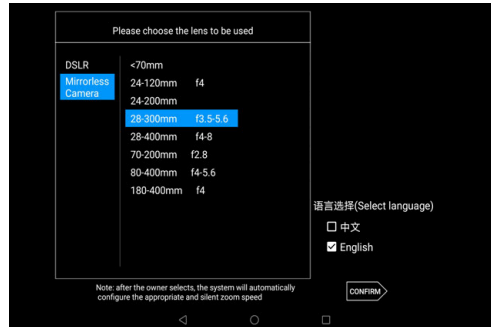 Please choose the lens to be used
DSLR
Mirrorless
Camera
<70mm
24-120mm f4
24-200mm
28-300mm f3.5-5.6
28-400mm f4-8
70-200mm f2.8
80-400mm f4-5.6
180-400mm f4
语言选择(Select language)
中文
English
Note: after the owner selects, the system will automatically
configure the appropriate and silent zoom speed
CONFIRM